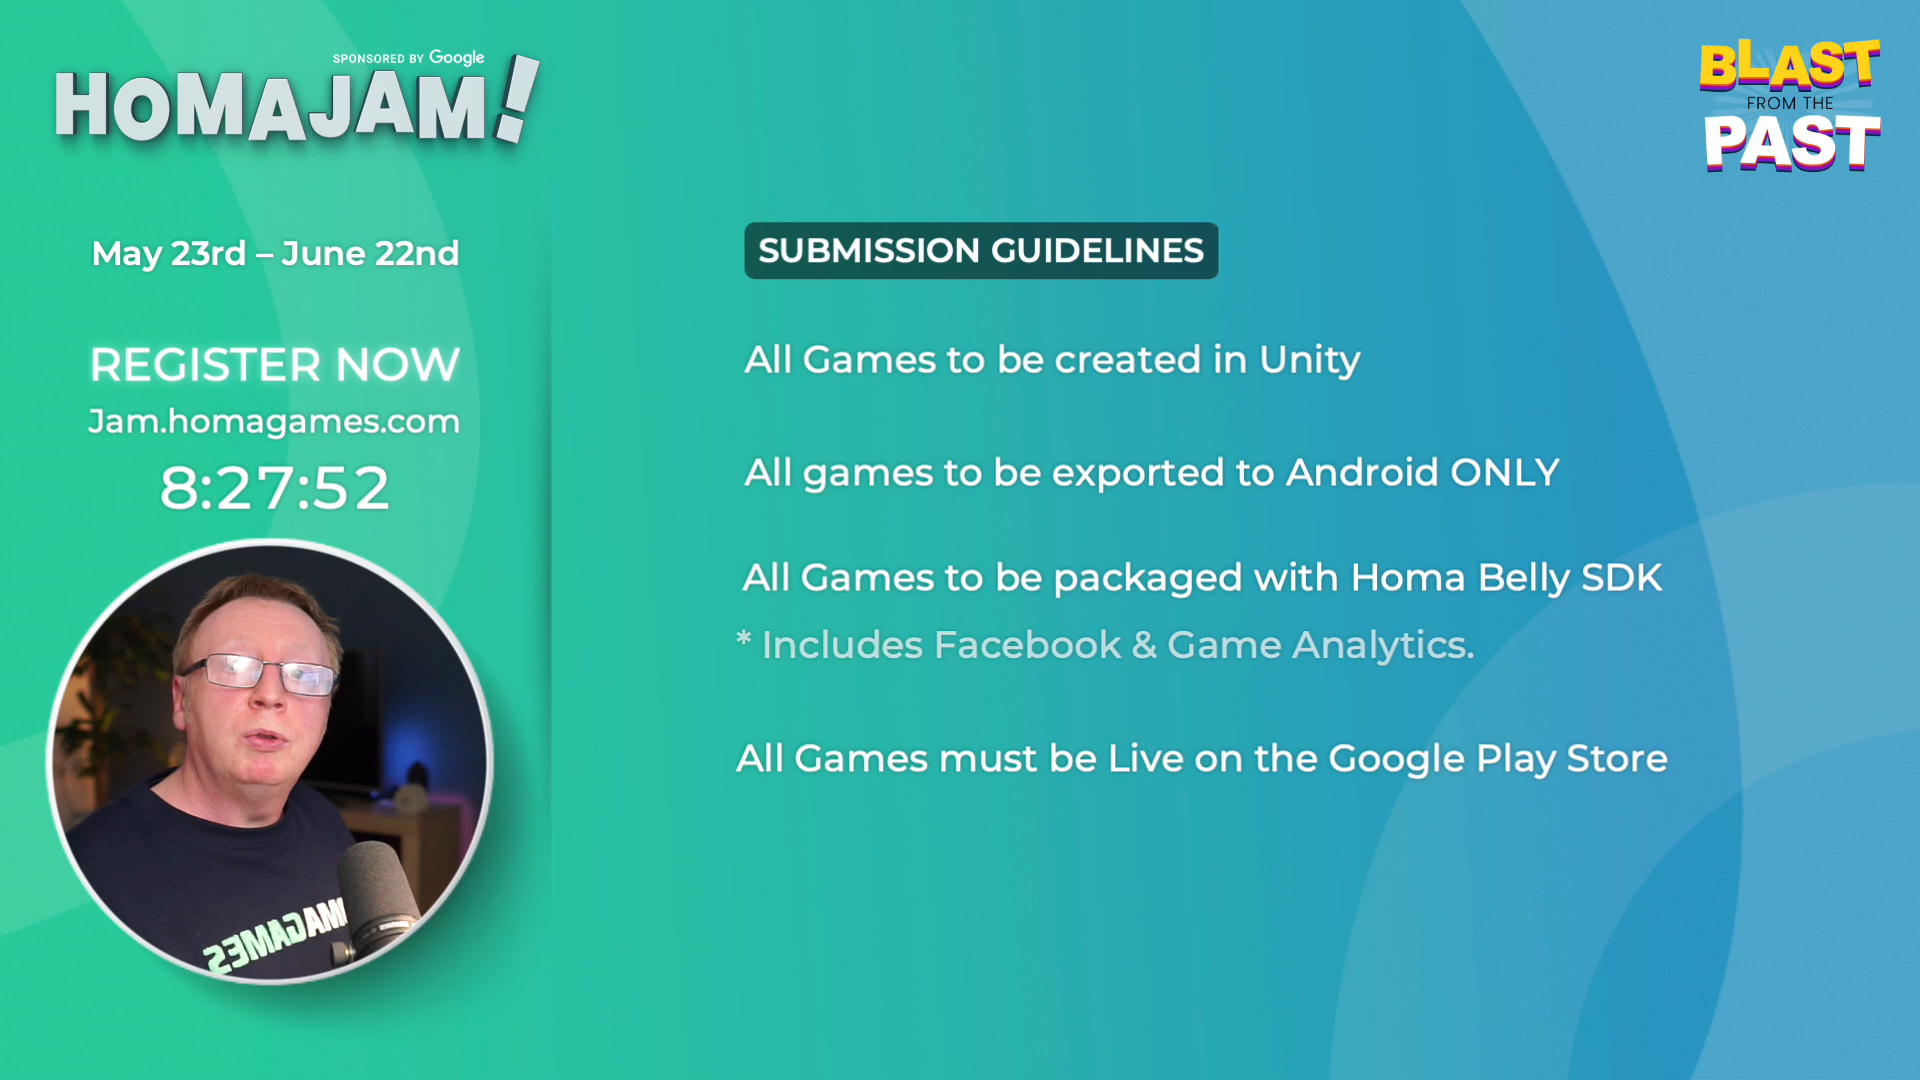 SPONSORED BY Google
HOMAJAM!
BLAST
FROM THE
PAST
May 23rd – June 22nd
REGISTER NOW
Jam.homagames.com
8:27:52
SUBMISSION GUIDELINES
All Games to be created in Unity
All games to be exported to Android ONLY
All Games to be packaged with Homa Belly SDK
* Includes Facebook & Game Analytics.
All Games must be Live on the Google Play Store
MAGAMES